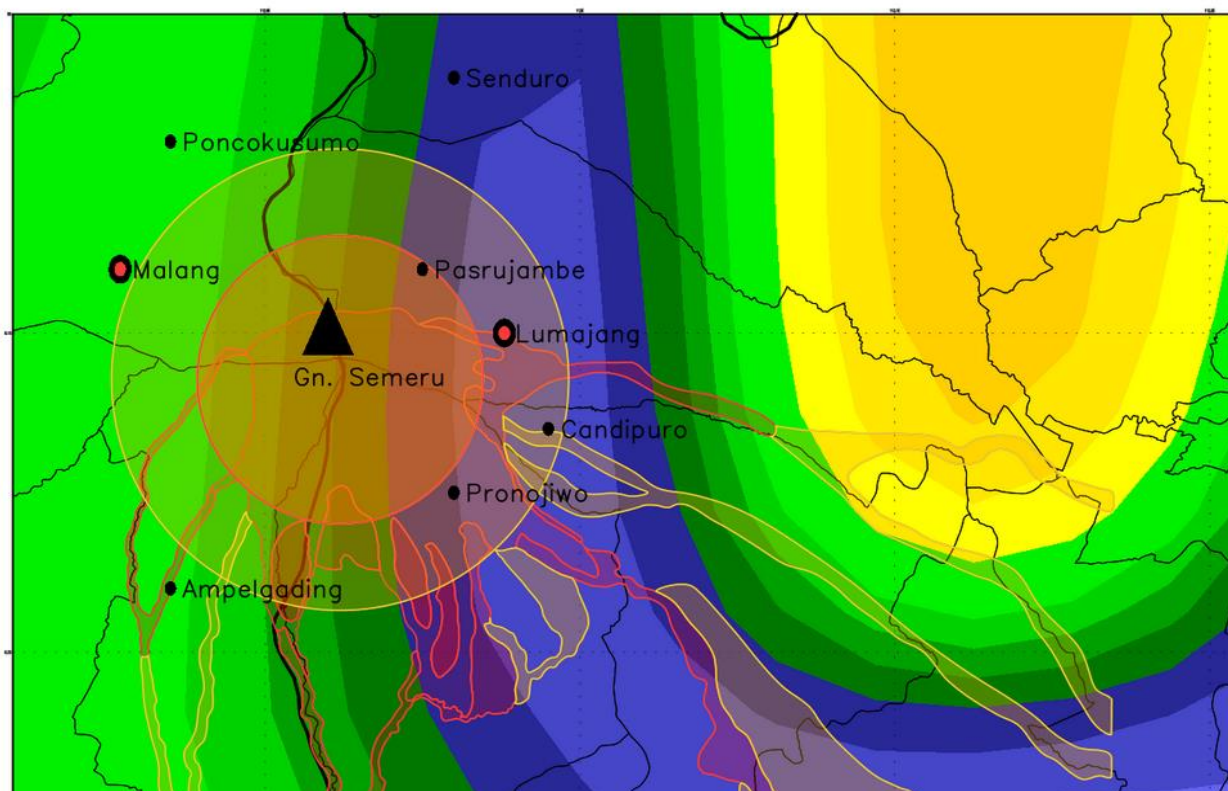 Senduro
Poncokusumo
Malang
Pasrujambe
Lumajang
Gn. Semeru
Candipuro
Pronojiwo
Ampelgading